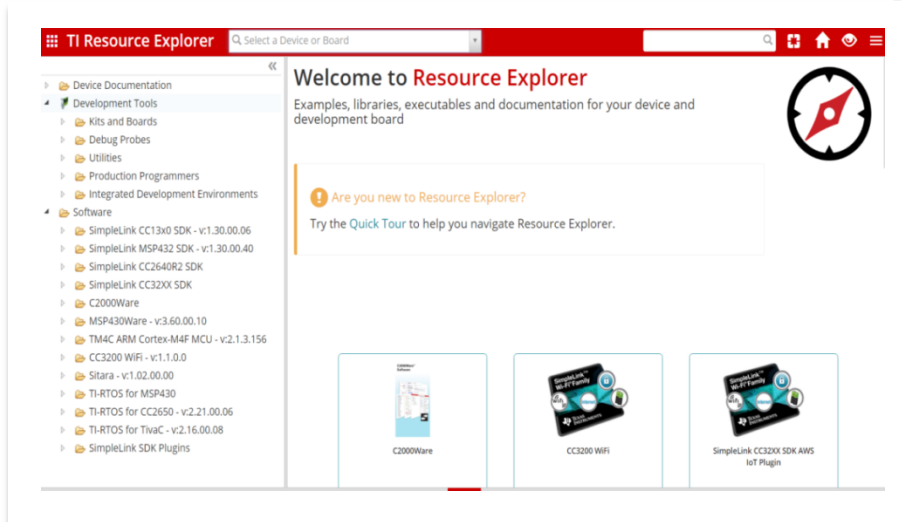 TI Resource Explorer
Select a Device or Board
«
Device Documentation
Development Tools
Kits and Boards
Debug Probes
Utilities
Production Programmers
Integrated Development Environments
Software
SimpleLink CC13x0 SDK - v:1.30.00.06
SimpleLink MSP432 SDK - v:1.30.00.40
SimpleLink CC2640R2 SDK
SimpleLink CC32XX SDK
C2000Ware
MSP430Ware - v:3.60.00.10
TM4C ARM Cortex-M4F MCU - v:2.1.3.156
CC3200 WiFi - v:1.1.0.0
Sitara - v:1.02.00.00
TI-RTOS for MSP430
TI-RTOS for CC2650 - v:2.21.00.06
TI-RTOS for TivaC - v:2.16.00.08
SimpleLink SDK Plugins
Welcome to Resource Explorer
Examples, libraries, executables and documentation for your device and
development board
Are you new to Resource Explorer?
Try the Quick Tour to help you navigate Resource Explorer.
C2000Ware
SimpleLink™
Wi-Fi® Family
Texas
Instruments
CC3200 WiFi
SimpleLink™
Wi-Fi® Family
Texas
Instruments
SimpleLink CC32XX SDK AWS
IoT Plugin